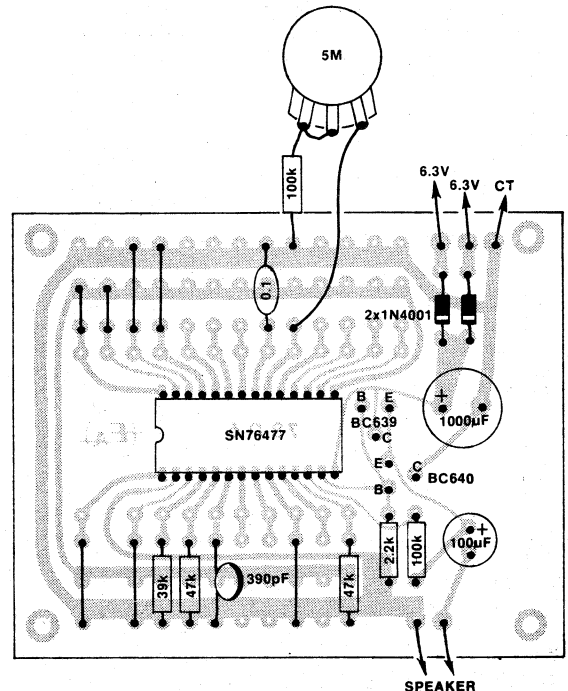 5M
100k
6.3V
6.3V
CT
0.1
2x1N4001
+
1000µF
B
E
BC639
C
SN76477
E
C
BC640
B
+
100µF
2.2k
100k
39k
47k
390pF
47k
SPEAKER